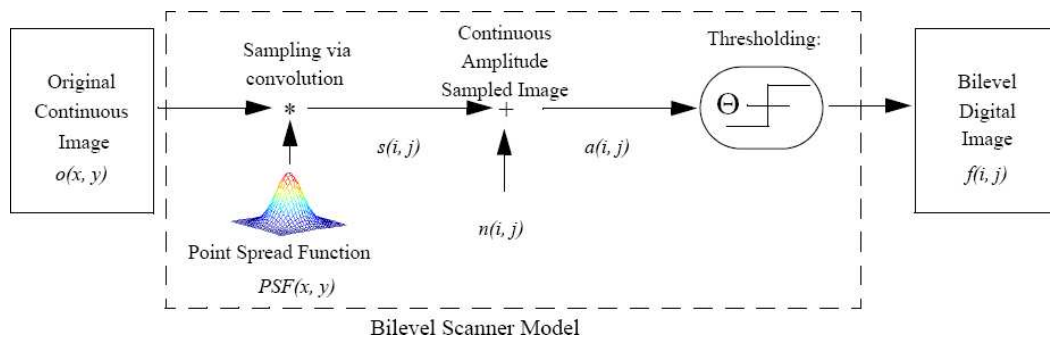 Original
Continuous
Image
o(x, y)
Sampling via
convolution
*
Point Spread Function
PSF(x, y)
s(i, j)
Continuous
Amplitude
Sampled Image
+
n(i, j)
a(i, j)
Thresholding:
Θ
Bilevel
Digital
Image
f(i, j)
Bilevel Scanner Model